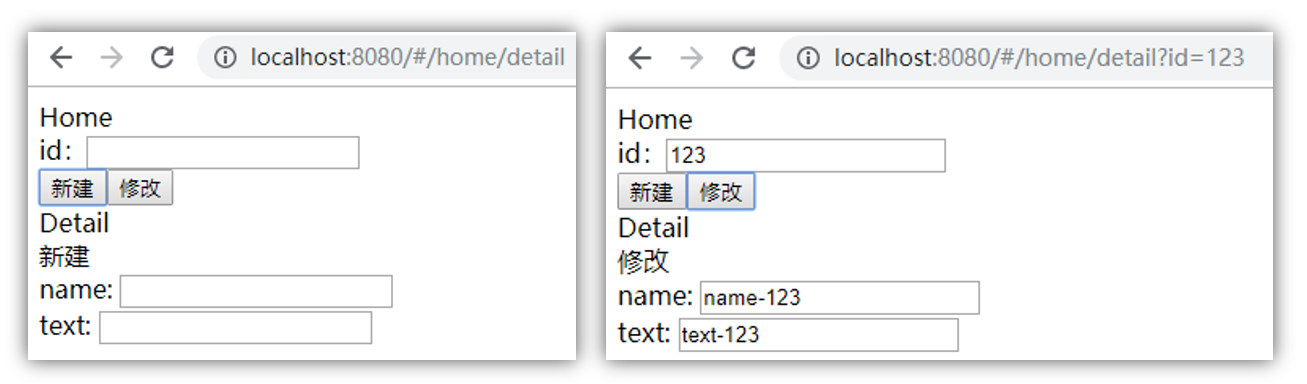 localhost:8080/#/home/detail
Home
id：
新建 修改
Detail
新建
name:
text:
localhost:8080/#/home/detail?id=123
Home
id： 123
新建 修改
Detail
修改
name: name-123
text: text-123